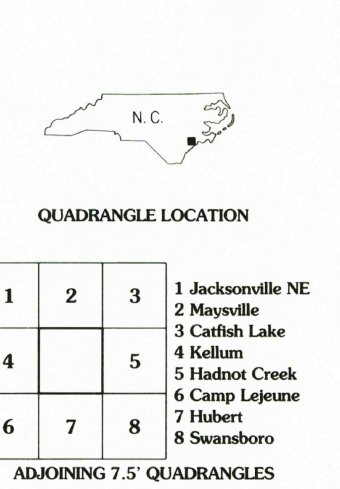 N. C.
QUADRANGLE LOCATION
1 2 3
4 5
6 7 8
1 Jacksonville NE
2 Maysville
3 Catfish Lake
4 Kellum
5 Hadnot Creek
6 Camp Lejeune
7 Hubert
8 Swansboro
ADJOINING 7.5' QUADRANGLES